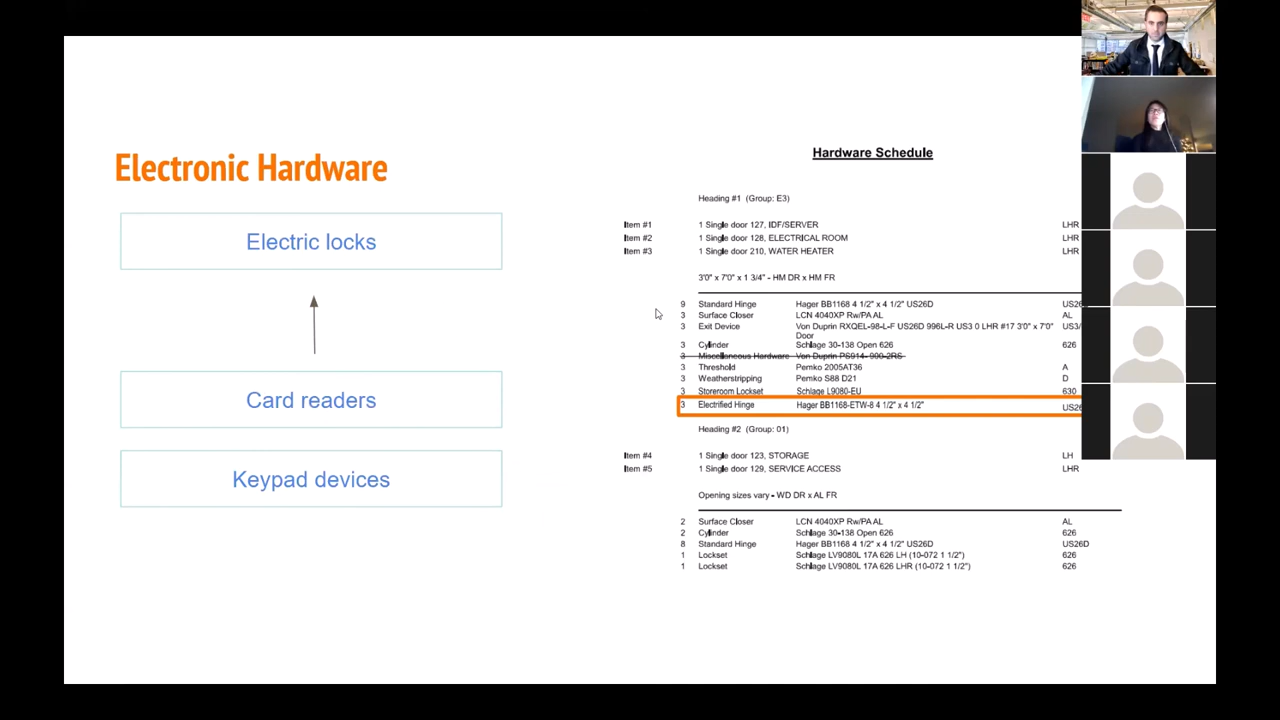 Electronic Hardware
Electric locks
Card readers
Keypad devices
Hardware Schedule
Heading #1 (Group: E3)
Item #1 1 Single door 127, IDF/SERVER LHR
Item #2 1 Single door 128, ELECTRICAL ROOM LHR
Item #3 1 Single door 210, WATER HEATER LHR
3'0" x 7'0" x 1 3/4" - HM DR x HM FR
9 Standard Hinge Hager BB1168 4 1/2" x 4 1/2" US26D US26
3 Surface Closer LCN 4040XP Rw/PA AL AL
3 Exit Device Von Duprin RXQEL-98-L-F US26D 996L-R US3 0 LHR #17 3'0" x 7'0" US3/
Door
3 Cylinder Schlage 30-138 Open 626 626
3 Miscellaneous Hardware Von Duprin PS914- 900-2RS
3 Threshold Pemko 2005AT36 A
3 Weatherstripping Pemko S88 D21 D
3 Storeroom Lockset Schlage L9080-EU 630
3 Electrified Hinge Hager BB1168-ETW-8 4 1/2" x 4 1/2" US26
Heading #2 (Group: 01)
Item #4 1 Single door 123, STORAGE LH
Item #5 1 Single door 129, SERVICE ACCESS LHR
Opening sizes vary - WD DR x AL FR
2 Surface Closer LCN 4040XP Rw/PA AL AL
2 Cylinder Schlage 30-138 Open 626 626
8 Standard Hinge Hager BB1168 4 1/2" x 4 1/2" US26D US26D
1 Lockset Schlage LV9080L 17A 626 LH (10-072 1 1/2") 626
1 Lockset Schlage LV9080L 17A 626 LHR (10-072 1 1/2") 626